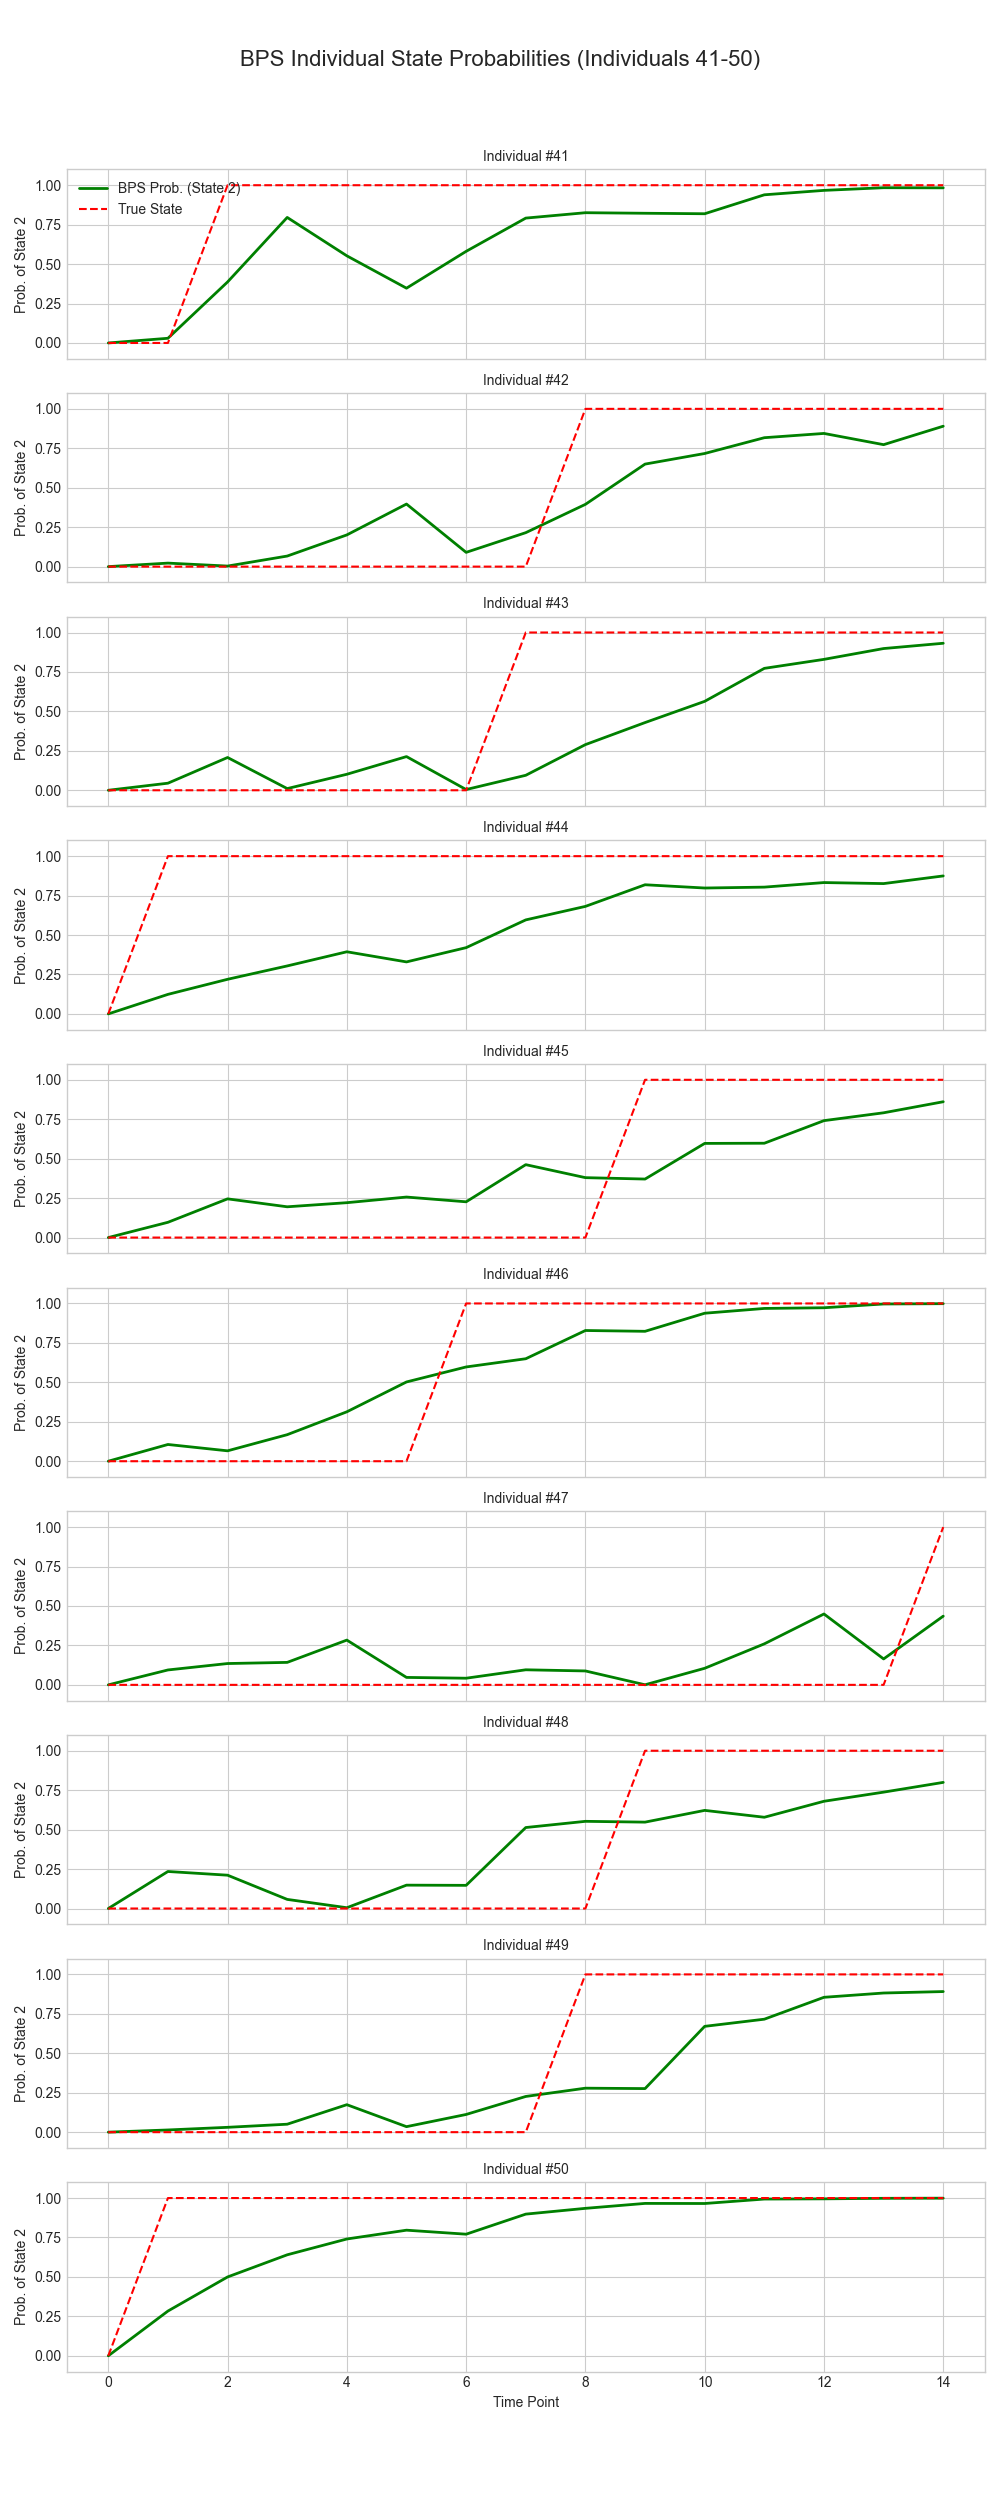 BPS Individual State Probabilities (Individuals 41-50)
Individual #41
BPS Prob. (State 2)
True State
Prob. of State 2
1.00
0.75
0.50
0.25
0.00
Individual #42
Prob. of State 2
1.00
0.75
0.50
0.25
0.00
Individual #43
Prob. of State 2
1.00
0.75
0.50
0.25
0.00
Individual #44
Prob. of State 2
1.00
0.75
0.50
0.25
0.00
Individual #45
Prob. of State 2
1.00
0.75
0.50
0.25
0.00
Individual #46
Prob. of State 2
1.00
0.75
0.50
0.25
0.00
Individual #47
Prob. of State 2
1.00
0.75
0.50
0.25
0.00
Individual #48
Prob. of State 2
1.00
0.75
0.50
0.25
0.00
Individual #49
Prob. of State 2
1.00
0.75
0.50
0.25
0.00
Individual #50
Prob. of State 2
1.00
0.75
0.50
0.25
0.00
0 2 4 6 8 10 12 14
Time Point